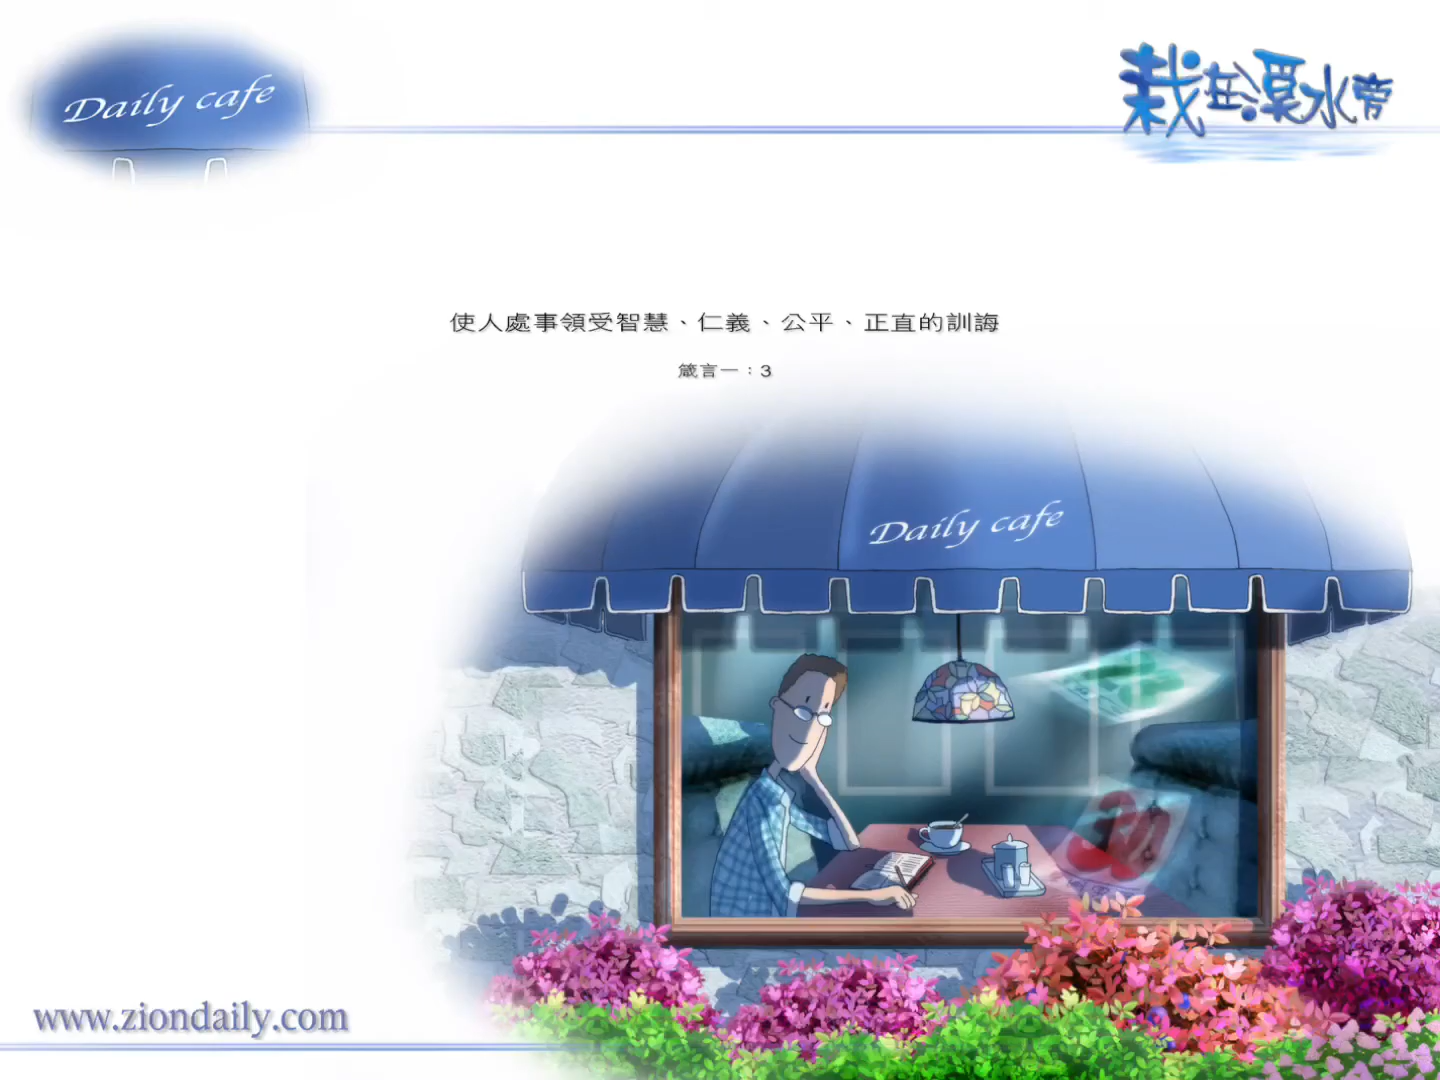 Daily cafe
栽在溪水旁
使人處事領受智慧、仁義、公平、正直的訓誨
箴言一：3
Daily cafe
www.ziondaily.com